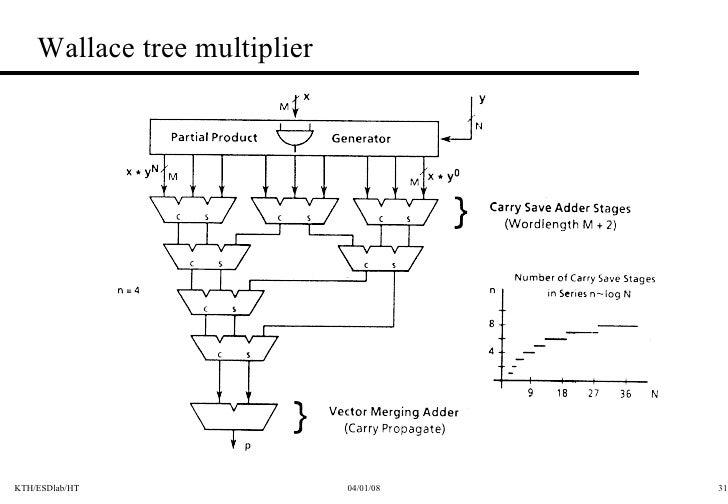 Wallace tree multiplier
M
x
y
N
Partial Product Generator
x * yN
M
M
x * y0
C S
C S
C S
Carry Save Adder Stages
(Wordlength M + 2)
C S
C S
n = 4
C S
C S
Number of Carry Save Stages
in Series n~log N
n
8
4
9 18 27 36 N
Vector Merging Adder
(Carry Propagate)
p
KTH/ESDlab/HT 04/01/08 31